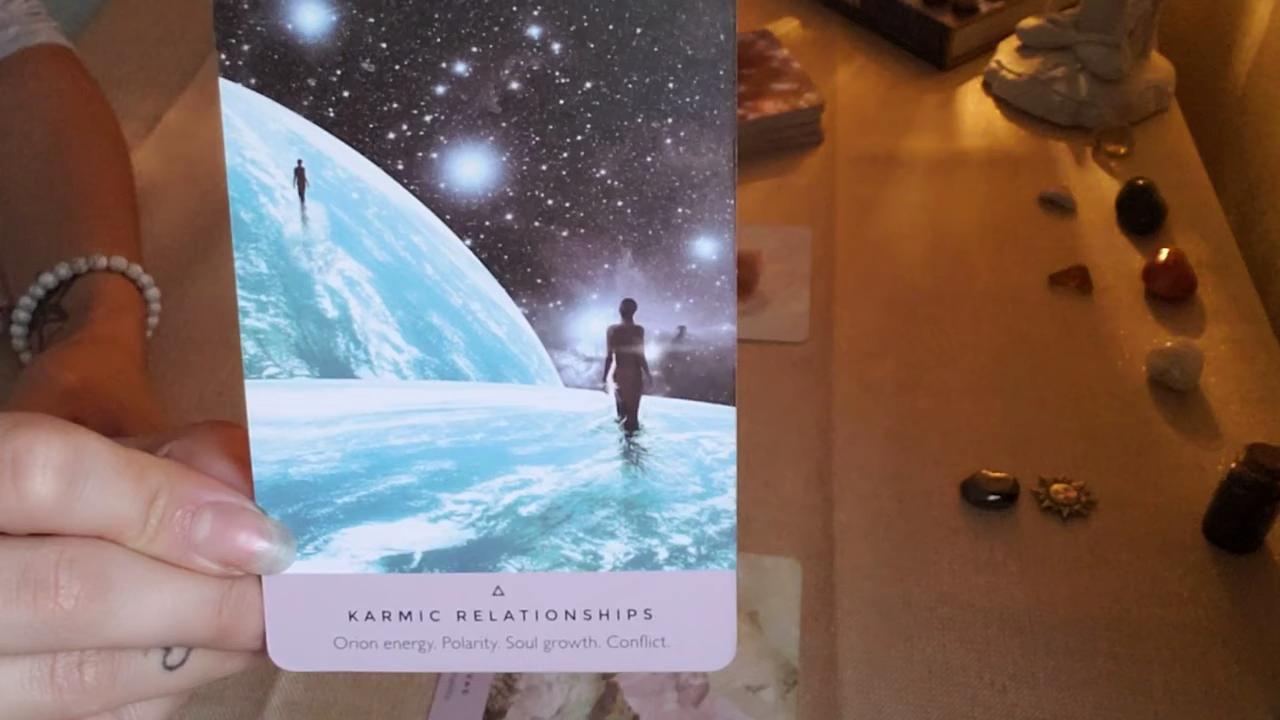 KARMIC RELATIONSHIPS
Orion energy. Polarity. Soul growth. Conflict.